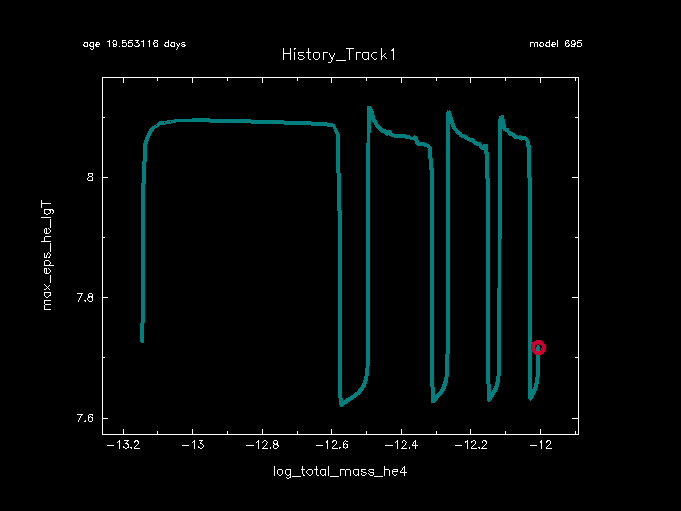 age 19.553116 days
model 695
History_Track1
8
7.8
7.6
max_eps_he_lgT
−13.2
−13
−12.8
−12.6
−12.4
−12.2
−12
log_total_mass_he4